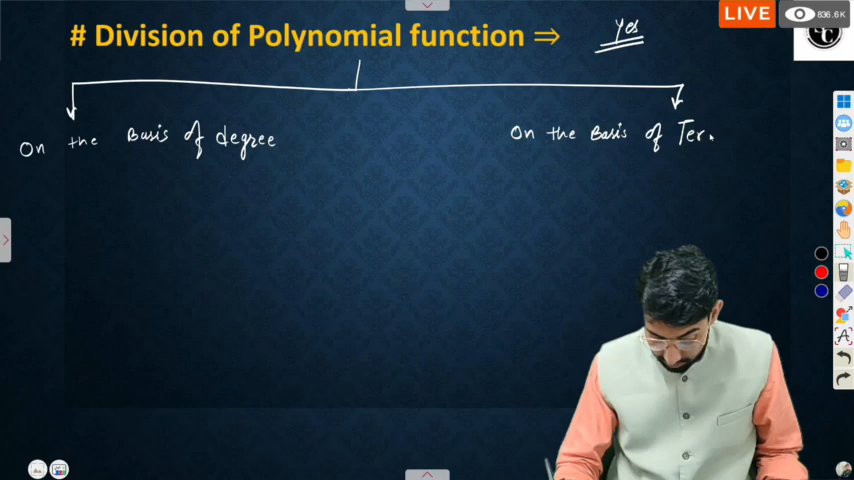 # Division of Polynomial function ⇒ yes
LIVE 836.6K
On the Basis of degree
On the Basis of Ter